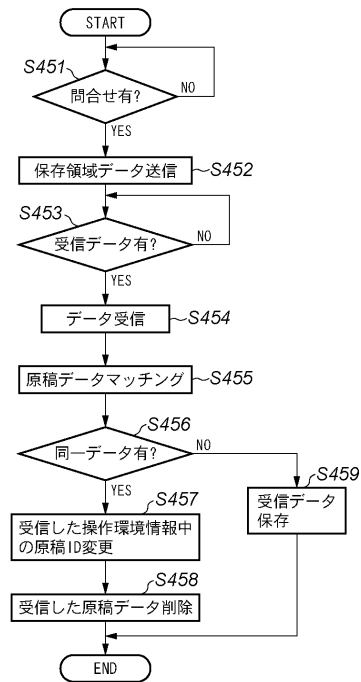 START
S451
問合せ有?
NO
YES
保存領域データ送信
S452
S453
受信データ有?
NO
YES
データ受信
S454
原稿データマッチング
S455
S456
同一データ有?
NO
YES
S457
受信した操作環境情報中
の原稿ID変更
S459
受信データ
保存
S458
受信した原稿データ削除
END